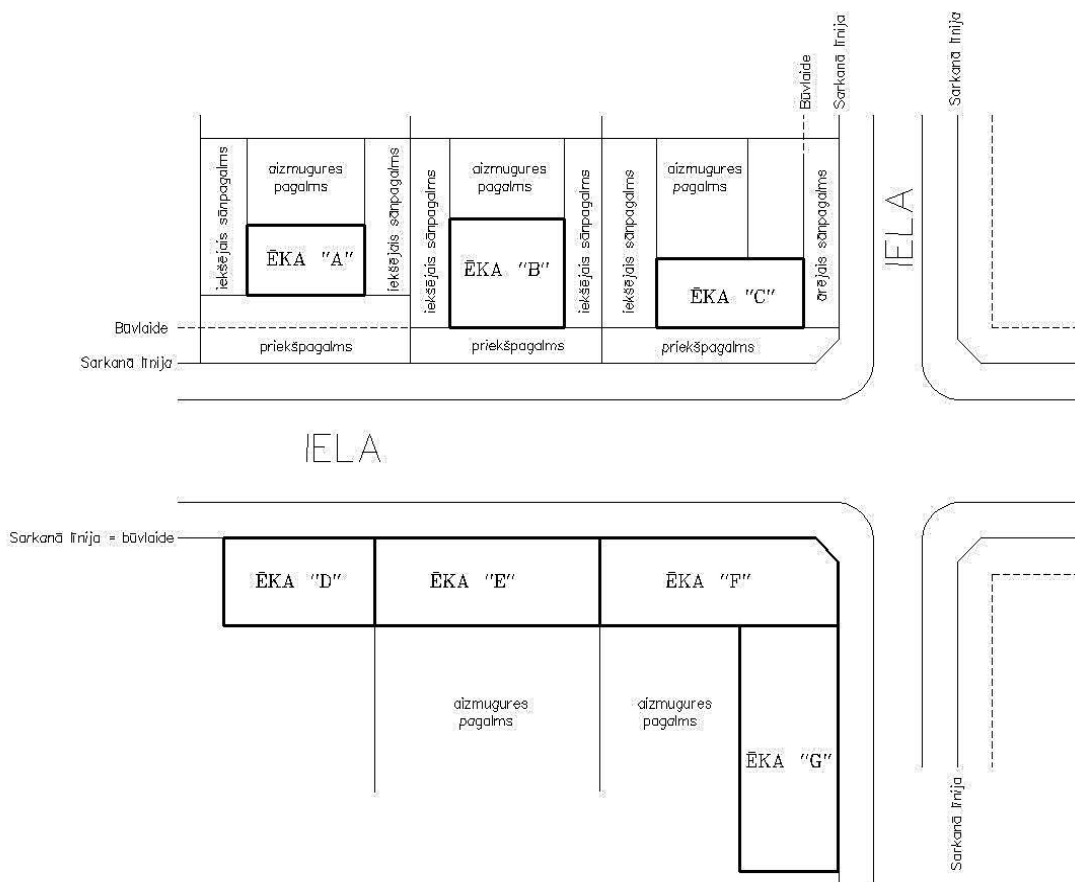 Būvlaide
Sarkanā līnija
Sarkanā līnija
iekšējais sānpagalms
aizmugures
pagalms
iekšējais sānpagalms
iekšējais sānpagalms
aizmugures
pagalms
iekšējais sānpagalms
iekšējais sānpagalms
aizmugures
pagalms
ārējais sānpagalms
IELA
ĒKA "A"
ĒKA "B"
ĒKA "C"
Būvlaide
priekšpagalms
priekšpagalms
priekšpagalms
Sarkanā līnija
IELA
Sarkanā līnija = būvlaide
ĒKA "D"
ĒKA "E"
ĒKA "F"
aizmugures
pagalms
aizmugures
pagalms
ĒKA "G"
Sarkanā līnija